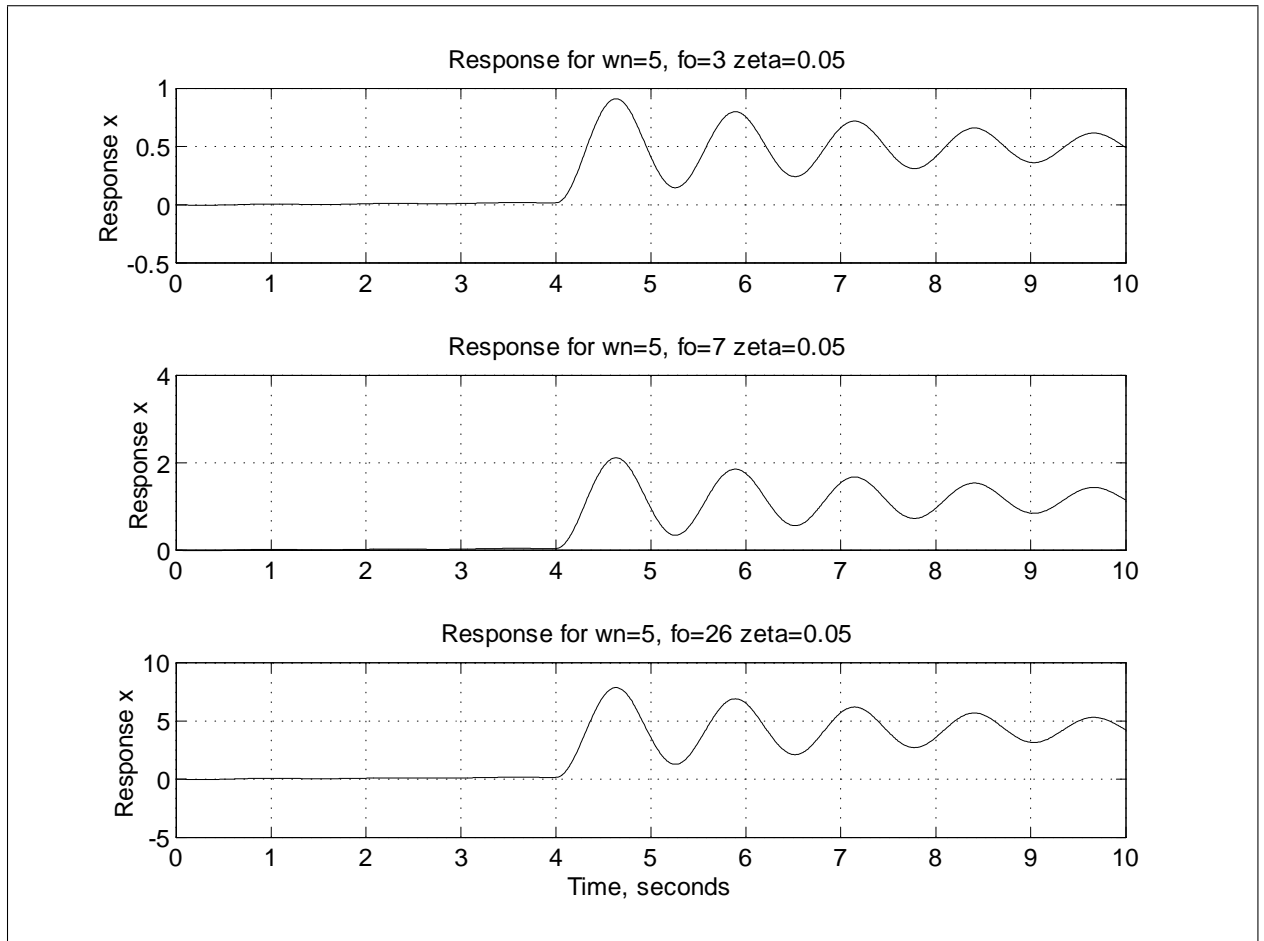 Response for wn=5, fo=3 zeta=0.05
Response x
1
0.5
0
-0.5
0 1 2 3 4 5 6 7 8 9 10
Response for wn=5, fo=7 zeta=0.05
Response x
4
2
0
0 1 2 3 4 5 6 7 8 9 10
Response for wn=5, fo=26 zeta=0.05
Response x
10
5
0
-5
0 1 2 3 4 5 6 7 8 9 10
Time, seconds